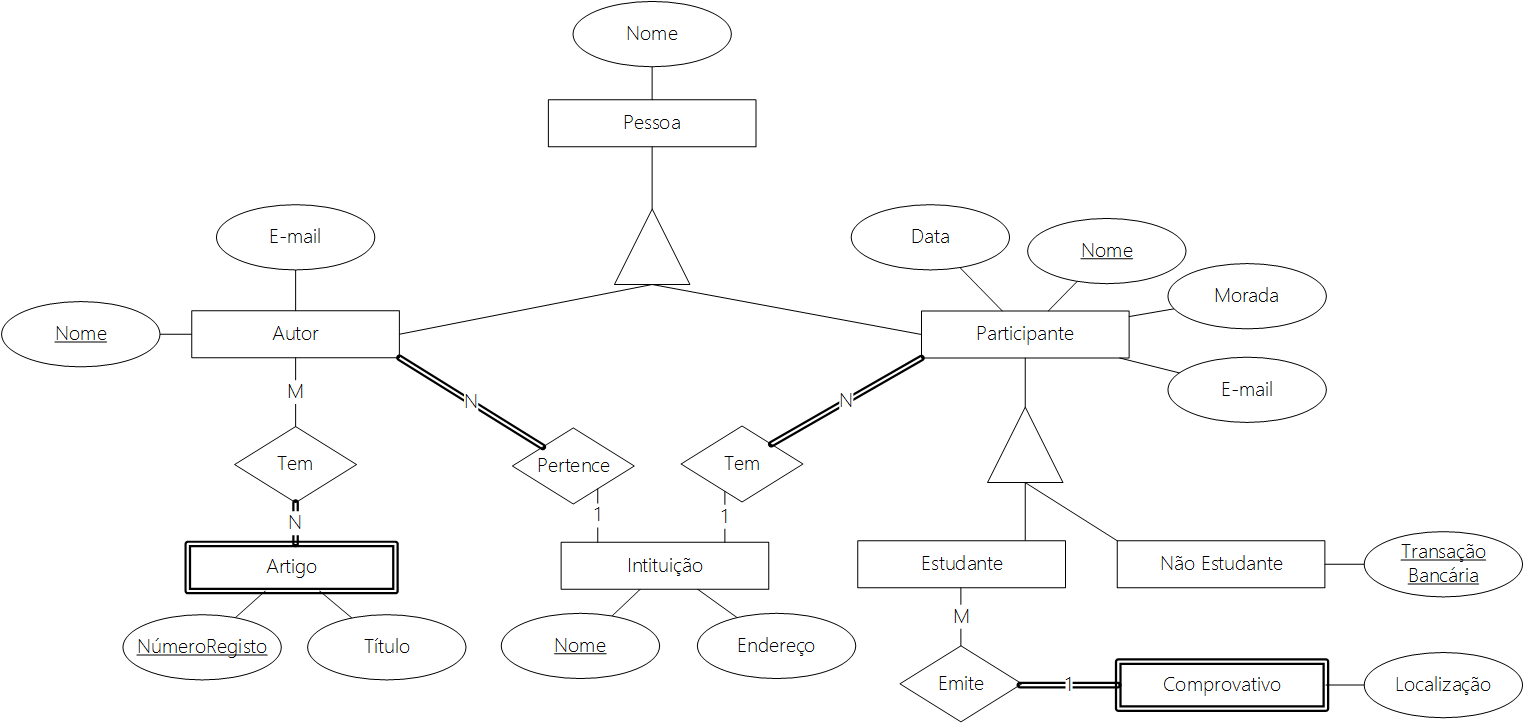 Nome
Pessoa
E-mail
Data
Nome
Morada
Nome
Autor
Participante
E-mail
M
N
N
Tem
Pertence
Tem
N
1
1
Artigo
Intituição
Estudante
Não Estudante
Transação
Bancária
M
NúmeroRegisto
Título
Nome
Endereço
Emite
1
Comprovativo
Localização